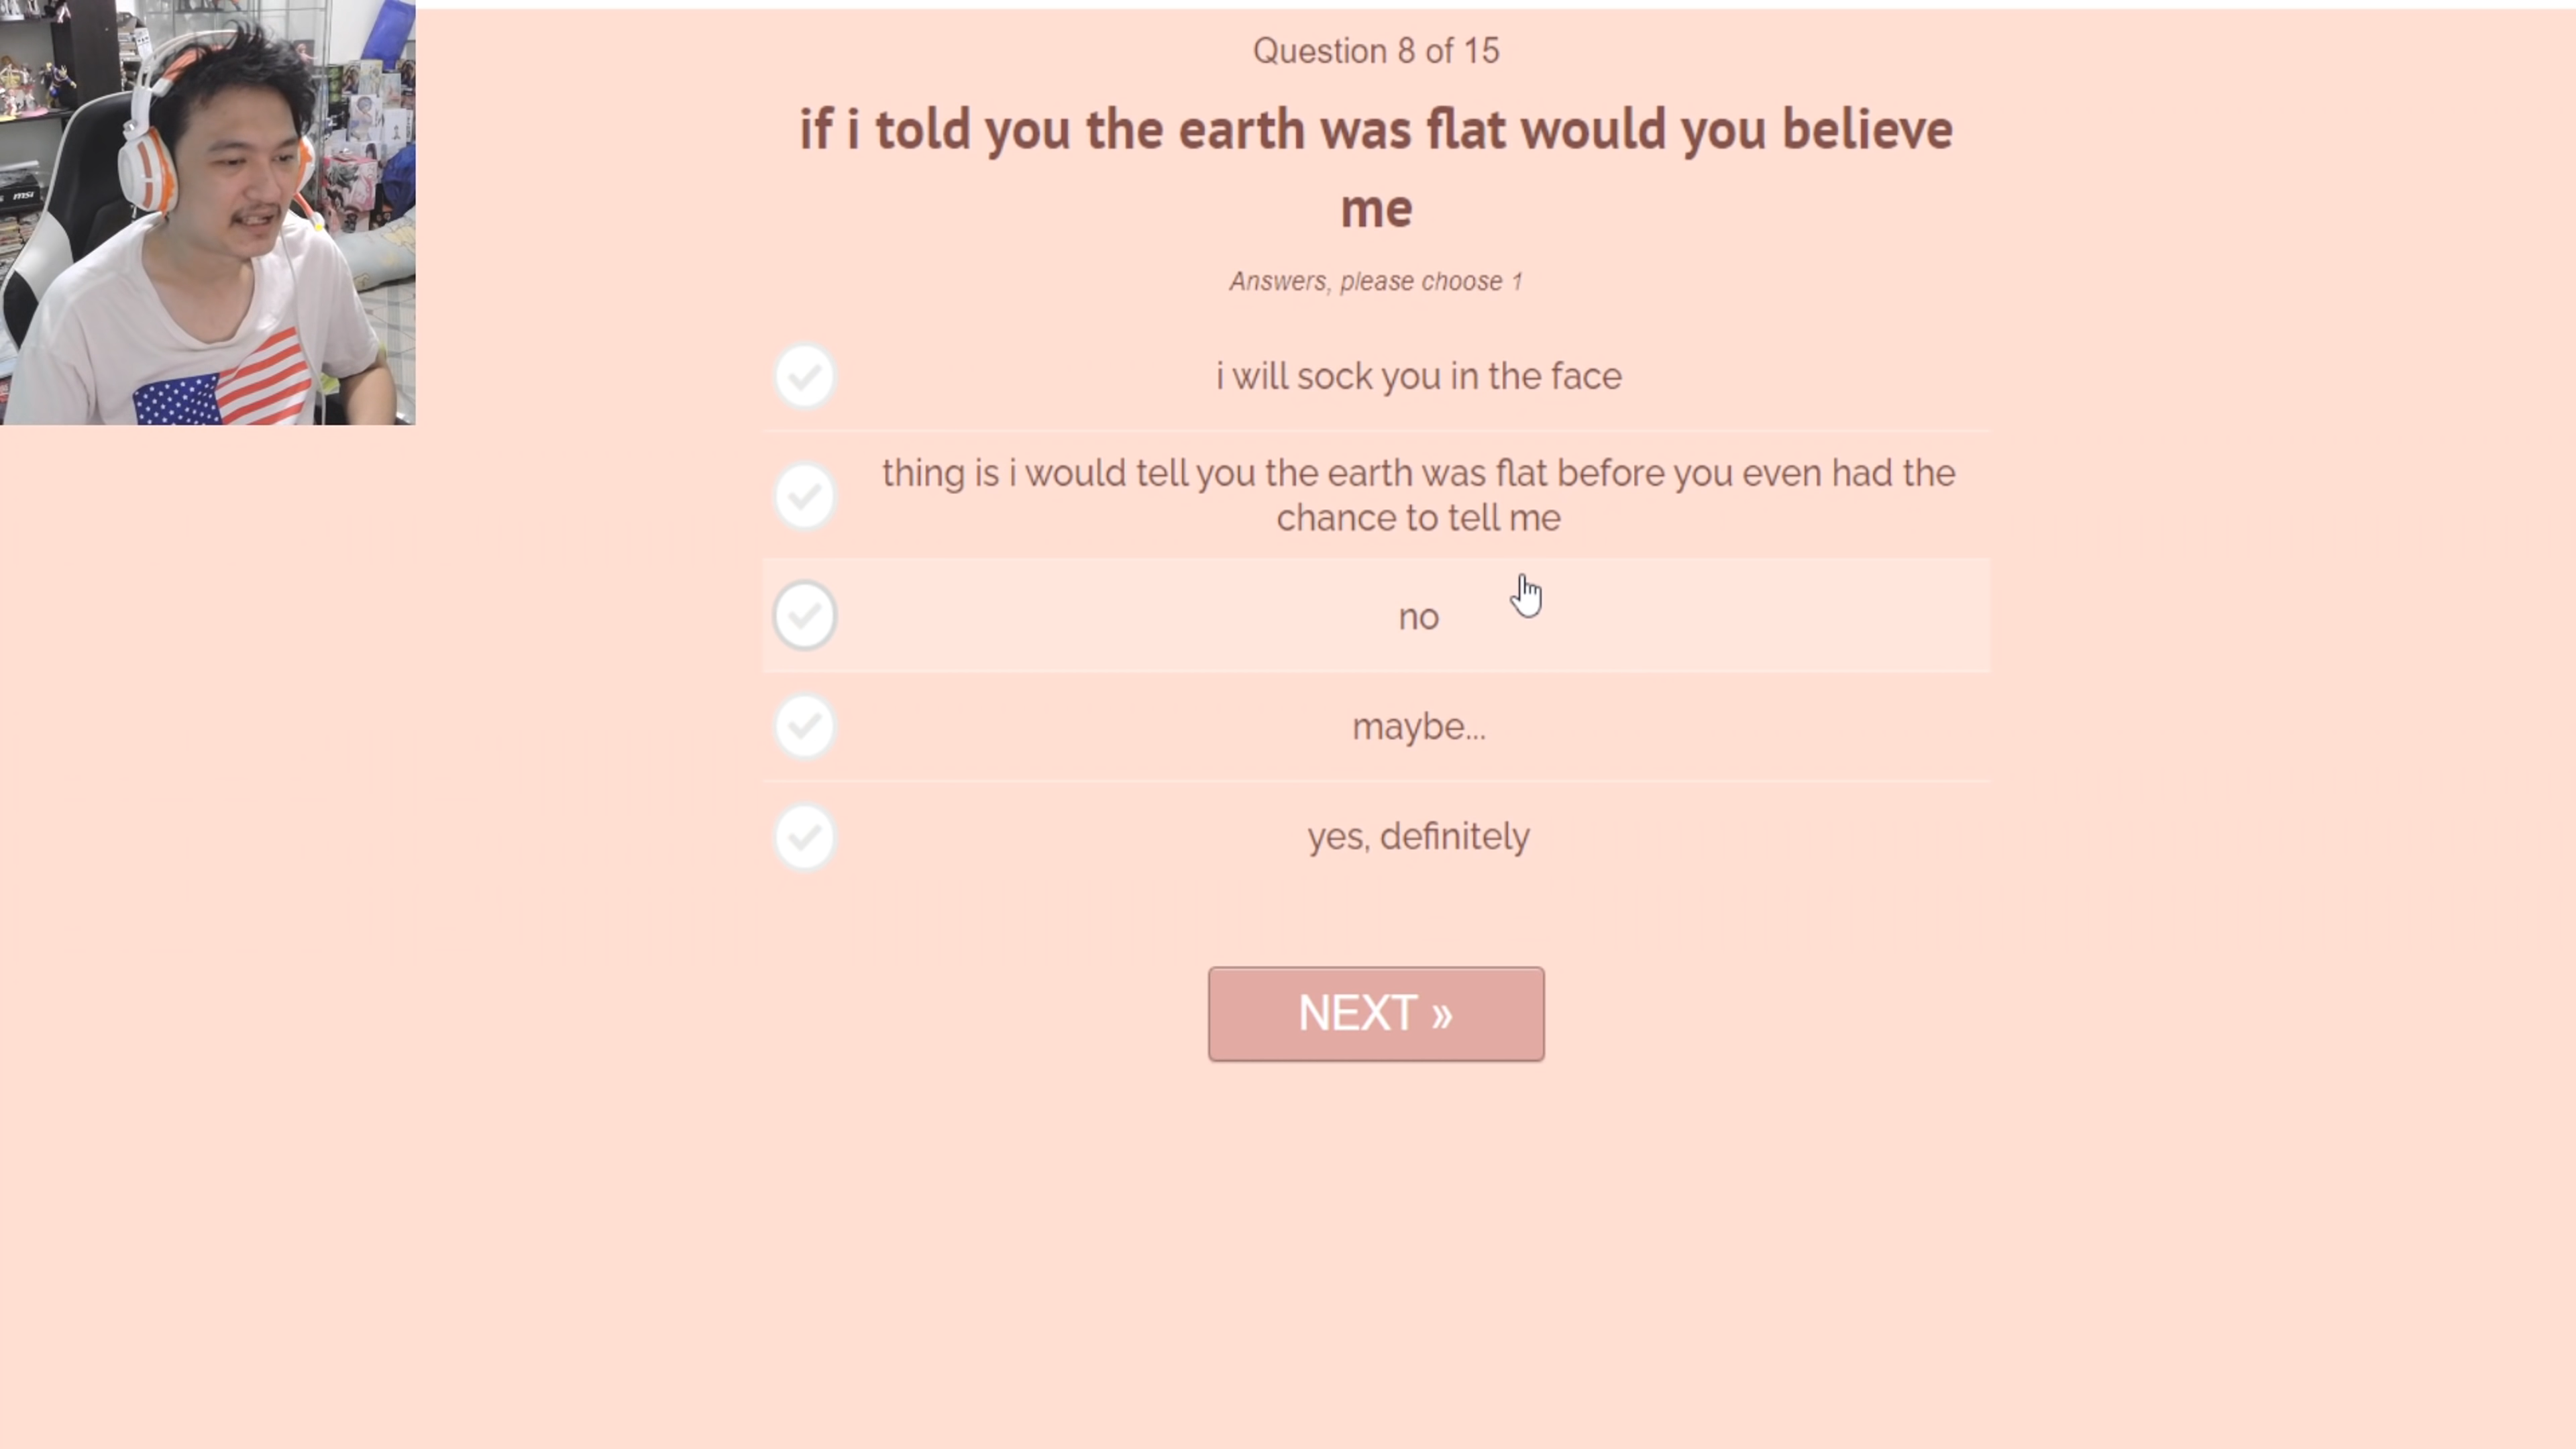 Question 8 of 15
if i told you the earth was flat would you believe
me
Answers, please choose 1
i will sock you in the face
thing is i would tell you the earth was flat before you even had the
chance to tell me
no
maybe...
yes, definitely
NEXT »
msi